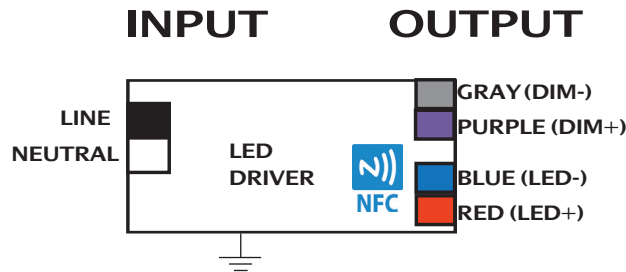 INPUT
OUTPUT
LINE
NEUTRAL
LED
DRIVER
NFC
GRAY (DIM-)
PURPLE (DIM+)
BLUE (LED-)
RED (LED+)